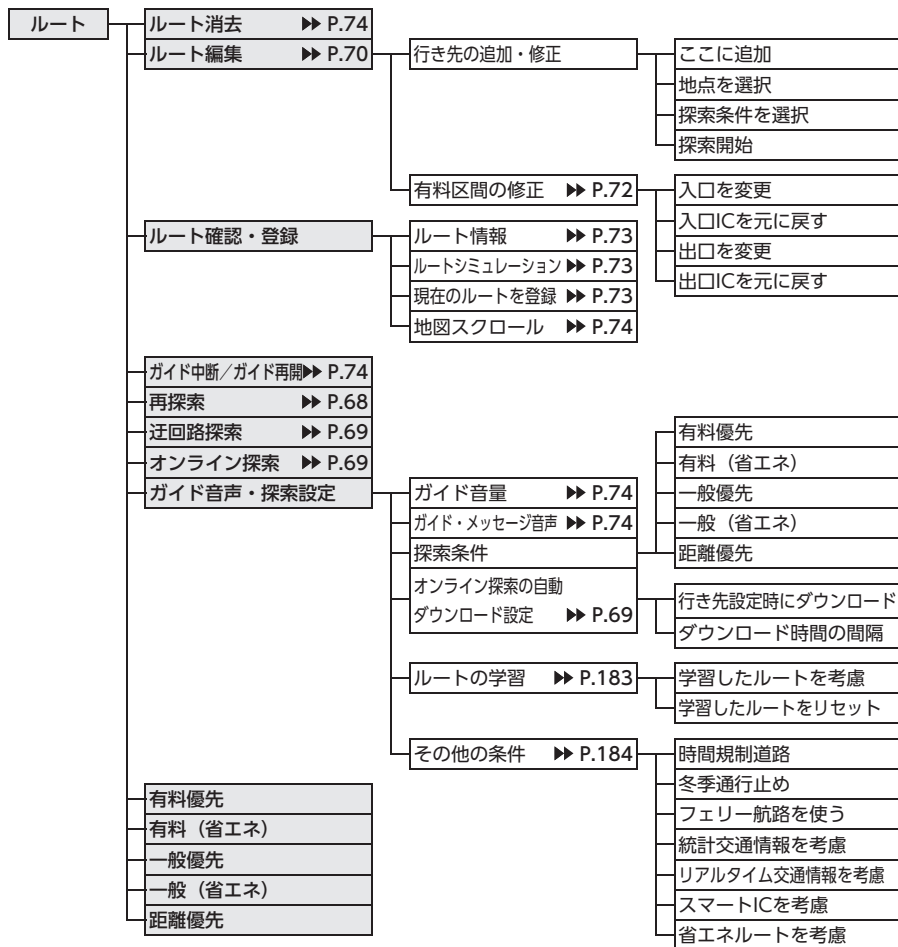 ルート
ルート消去 ▶▶ P.74
ルート編集 ▶▶ P.70
行き先の追加・修正
ここに追加
地点を選択
探索条件を選択
探索開始
有料区間の修正 ▶▶ P.72
入口を変更
入口ICを元に戻す
出口を変更
出口ICを元に戻す
ルート確認・登録
ルート情報 ▶▶ P.73
ルートシミュレーション ▶▶ P.73
現在のルートを登録 ▶▶ P.73
地図スクロール ▶▶ P.74
ガイド中断／ガイド再開▶▶ P.74
再探索 ▶▶ P.68
迂回路探索 ▶▶ P.69
オンライン探索 ▶▶ P.69
ガイド音声・探索設定
ガイド音量 ▶▶ P.74
ガイド・メッセージ音声 ▶▶ P.74
探索条件
有料優先
有料（省エネ）
一般優先
一般（省エネ）
距離優先
オンライン探索の自動
ダウンロード設定 ▶▶ P.69
行き先設定時にダウンロード
ダウンロード時間の間隔
ルートの学習 ▶▶ P.183
学習したルートを考慮
学習したルートをリセット
その他の条件 ▶▶ P.184
時間規制道路
冬季通行止め
フェリー航路を使う
統計交通情報を考慮
リアルタイム交通情報を考慮
スマートICを考慮
省エネルートを考慮
有料優先
有料（省エネ）
一般優先
一般（省エネ）
距離優先